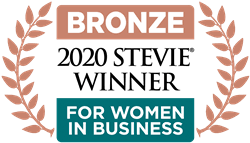 BRONZE
2020 STEVIE®
WINNER
FOR WOMEN
IN BUSINESS